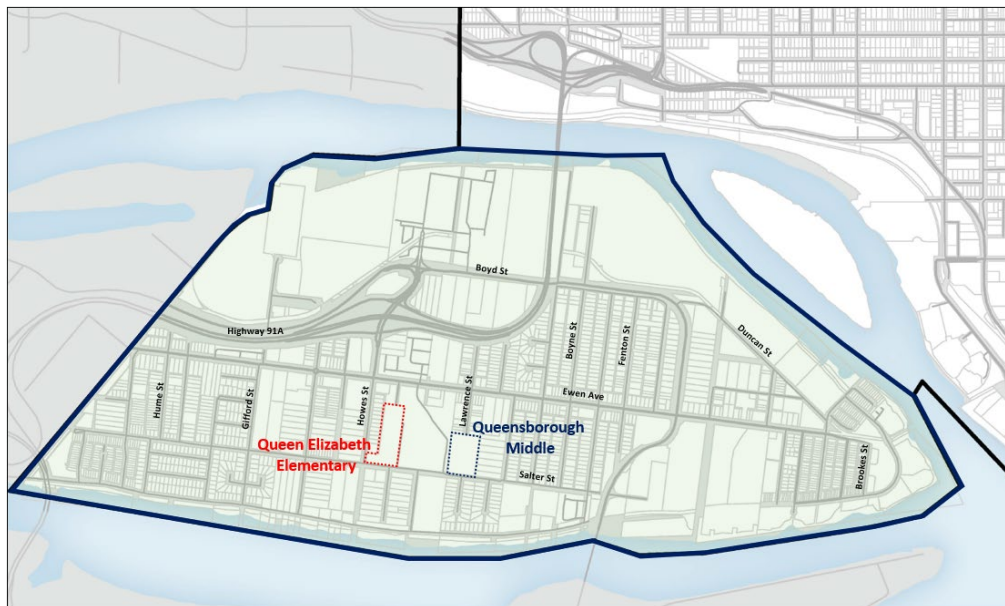 Boyd St
Highway 91A
Duncan St
Boyne St
Fenton St
Ewen Ave
Hume St
Gifford St
Howes St
Lawrence St
Queen Elizabeth
Elementary
Queensborough
Middle
Salter St
Brookes St